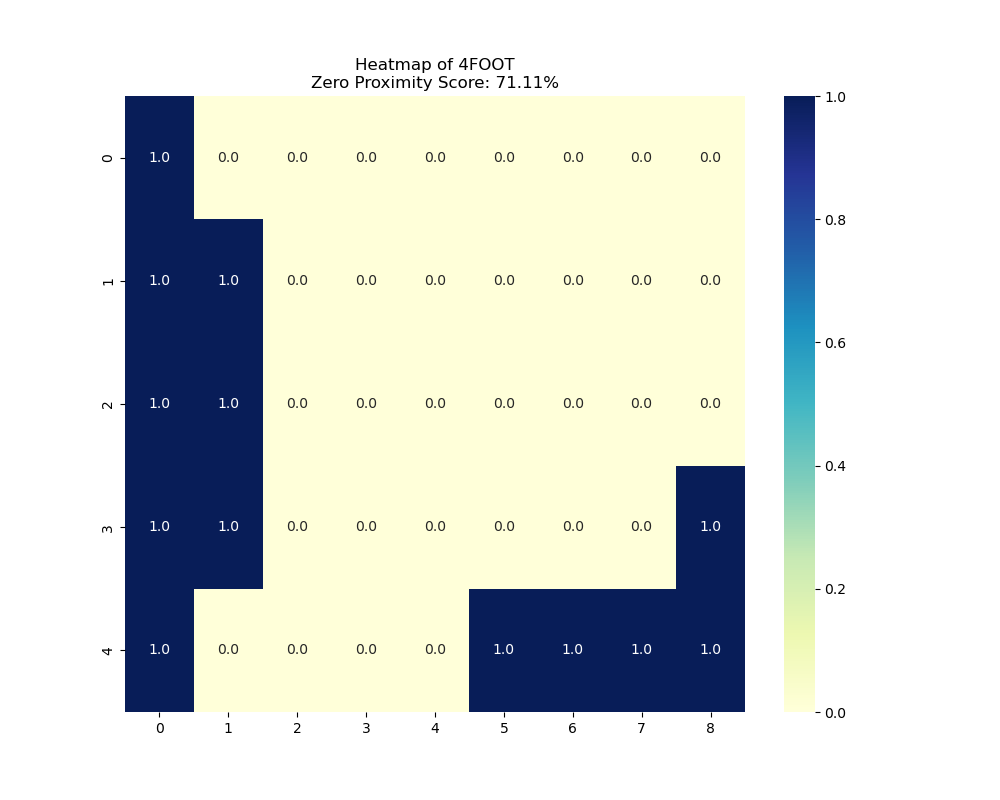 Heatmap of 4FOOT
Zero Proximity Score: 71.11%
0 1.0 0.0 0.0 0.0 0.0 0.0 0.0 0.0 0.0
1 1.0 1.0 0.0 0.0 0.0 0.0 0.0 0.0 0.0
2 1.0 1.0 0.0 0.0 0.0 0.0 0.0 0.0 0.0
3 1.0 1.0 0.0 0.0 0.0 0.0 0.0 0.0 1.0
4 1.0 0.0 0.0 0.0 0.0 1.0 1.0 1.0 1.0
0 1 2 3 4 5 6 7 8
1.0
0.8
0.6
0.4
0.2
0.0